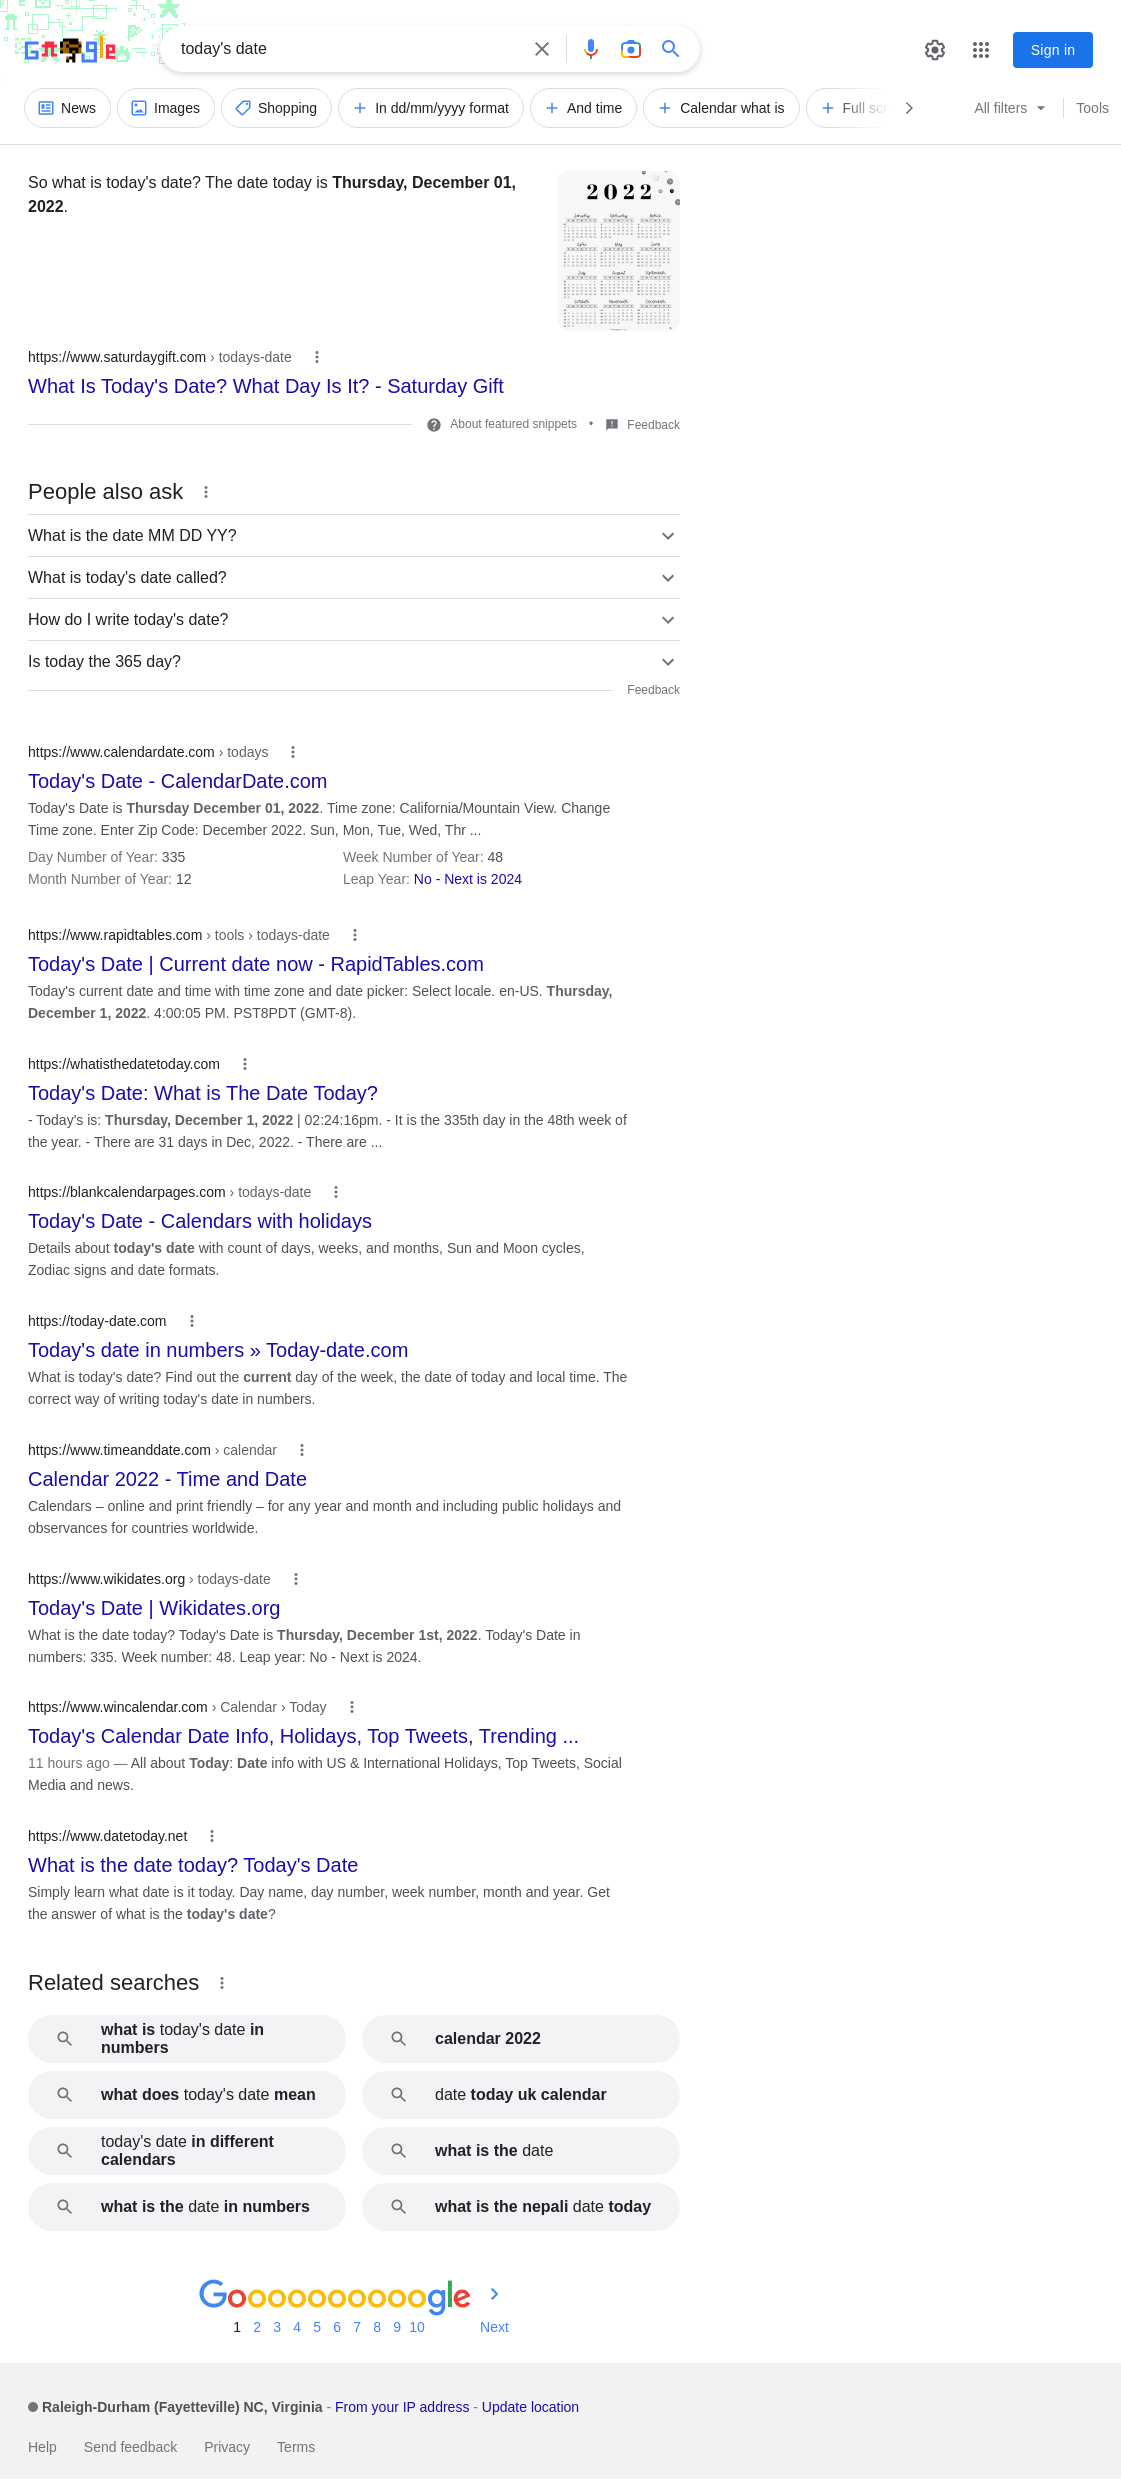 Google
today's date
Sign in
News
Images
Shopping
In dd/mm/yyyy format
And time
Calendar what is
Full scr
All filters
Tools
So what is today's date? The date today is Thursday, December 01,
2022.
2022
https://www.saturdaygift.com › todays-date
What Is Today's Date? What Day Is It? - Saturday Gift
About featured snippets
•
Feedback
People also ask
What is the date MM DD YY?
What is today's date called?
How do I write today's date?
Is today the 365 day?
Feedback
https://www.calendardate.com › todays
Today's Date - CalendarDate.com
Today's Date is Thursday December 01, 2022. Time zone: California/Mountain View. Change
Time zone. Enter Zip Code: December 2022. Sun, Mon, Tue, Wed, Thr ...
Day Number of Year: 335
Week Number of Year: 48
Month Number of Year: 12
Leap Year: No - Next is 2024
https://www.rapidtables.com › tools › todays-date
Today's Date | Current date now - RapidTables.com
Today's current date and time with time zone and date picker: Select locale. en-US. Thursday,
December 1, 2022. 4:00:05 PM. PST8PDT (GMT-8).
https://whatisthedatetoday.com
Today's Date: What is The Date Today?
- Today's is: Thursday, December 1, 2022 | 02:24:16pm. - It is the 335th day in the 48th week of
the year. - There are 31 days in Dec, 2022. - There are ...
https://blankcalendarpages.com › todays-date
Today's Date - Calendars with holidays
Details about today's date with count of days, weeks, and months, Sun and Moon cycles,
Zodiac signs and date formats.
https://today-date.com
Today's date in numbers » Today-date.com
What is today's date? Find out the current day of the week, the date of today and local time. The
correct way of writing today's date in numbers.
https://www.timeanddate.com › calendar
Calendar 2022 - Time and Date
Calendars – online and print friendly – for any year and month and including public holidays and
observances for countries worldwide.
https://www.wikidates.org › todays-date
Today's Date | Wikidates.org
What is the date today? Today's Date is Thursday, December 1st, 2022. Today's Date in
numbers: 335. Week number: 48. Leap year: No - Next is 2024.
https://www.wincalendar.com › Calendar › Today
Today's Calendar Date Info, Holidays, Top Tweets, Trending ...
11 hours ago — All about Today: Date info with US & International Holidays, Top Tweets, Social
Media and news.
https://www.datetoday.net
What is the date today? Today's Date
Simply learn what date is it today. Day name, day number, week number, month and year. Get
the answer of what is the today's date?
Related searches
what is today's date in
numbers
calendar 2022
what does today's date mean
date today uk calendar
today's date in different
calendars
what is the date
what is the date in numbers
what is the nepali date today
Goooooooooogle
1 2 3 4 5 6 7 8 9 10
Next
Raleigh-Durham (Fayetteville) NC, Virginia - From your IP address - Update location
Help
Send feedback
Privacy
Terms